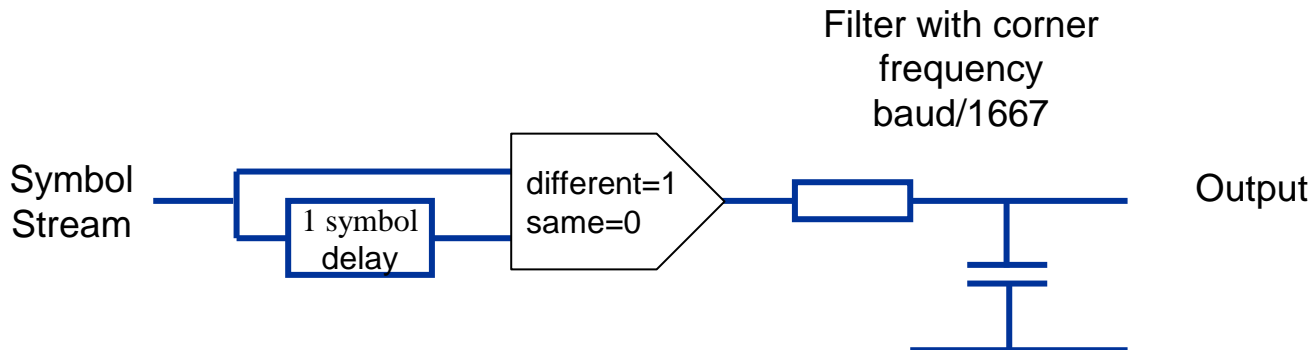 Filter with corner
frequency
baud/1667
Symbol
Stream
1 symbol
delay
different=1
same=0
Output